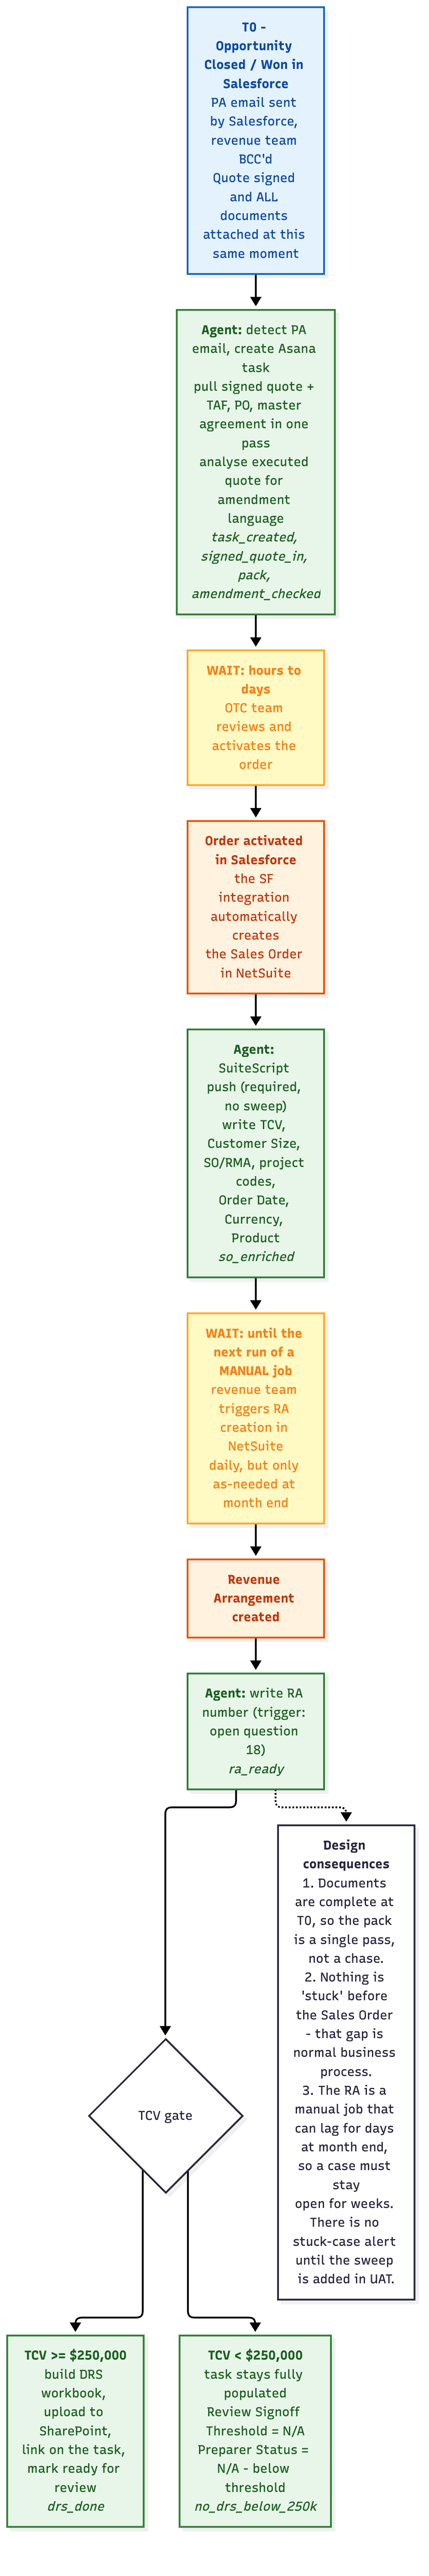 T0 -
Opportunity
Closed / Won in
Salesforce
PA email sent
by Salesforce,
revenue team
BCC'd
Quote signed
and ALL
documents
attached at this
same moment
Agent: detect PA
email, create Asana
task
pull signed quote +
TAF, PO, master
agreement in one
pass
analyse executed
quote for
amendment
language
task_created,
signed_quote_in,
pack,
amendment_checked
WAIT: hours to
days
OTC team
reviews and
activates the
order
Order activated
in Salesforce
the SF
integration
automatically
creates
the Sales Order
in NetSuite
Agent:
SuiteScript
push (required,
no sweep)
write TCV,
Customer Size,
SO/RMA, project
codes,
Order Date,
Currency,
Product
so_enriched
WAIT: until the
next run of a
MANUAL job
revenue team
triggers RA
creation in
NetSuite
daily, but only
as-needed at
month end
Revenue
Arrangement
created
Agent: write RA
number (trigger:
open question
18)
ra_ready
Design
consequences
1. Documents
are complete at
T0, so the pack
is a single pass,
not a chase.
2. Nothing is
'stuck' before
the Sales Order
- that gap is
normal business
process.
3. The RA is a
manual job that
can lag for days
at month end,
so a case must
stay
open for weeks.
There is no
stuck-case alert
until the sweep
is added in UAT.
TCV gate
TCV >= $250,000
build DRS
workbook,
upload to
SharePoint,
link on the task,
mark ready for
review
drs_done
TCV < $250,000
task stays fully
populated
Review Signoff
Threshold = N/A
Preparer Status =
N/A - below
threshold
no_drs_below_250k